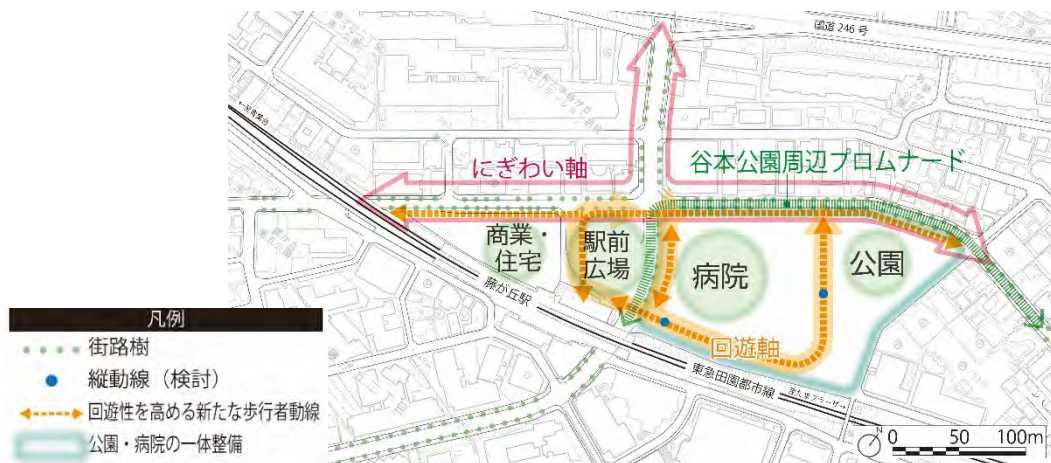 国道 246 号
谷本公園周辺プロムナード
にぎわい軸
商業・
住宅
駅前
広場
病院
公園
藤が丘駅
回遊軸
東急田園都市線
凡例
街路樹
縦動線（検討）
回遊性を高める新たな歩行者動線
公園・病院の一体整備
0 50 100m